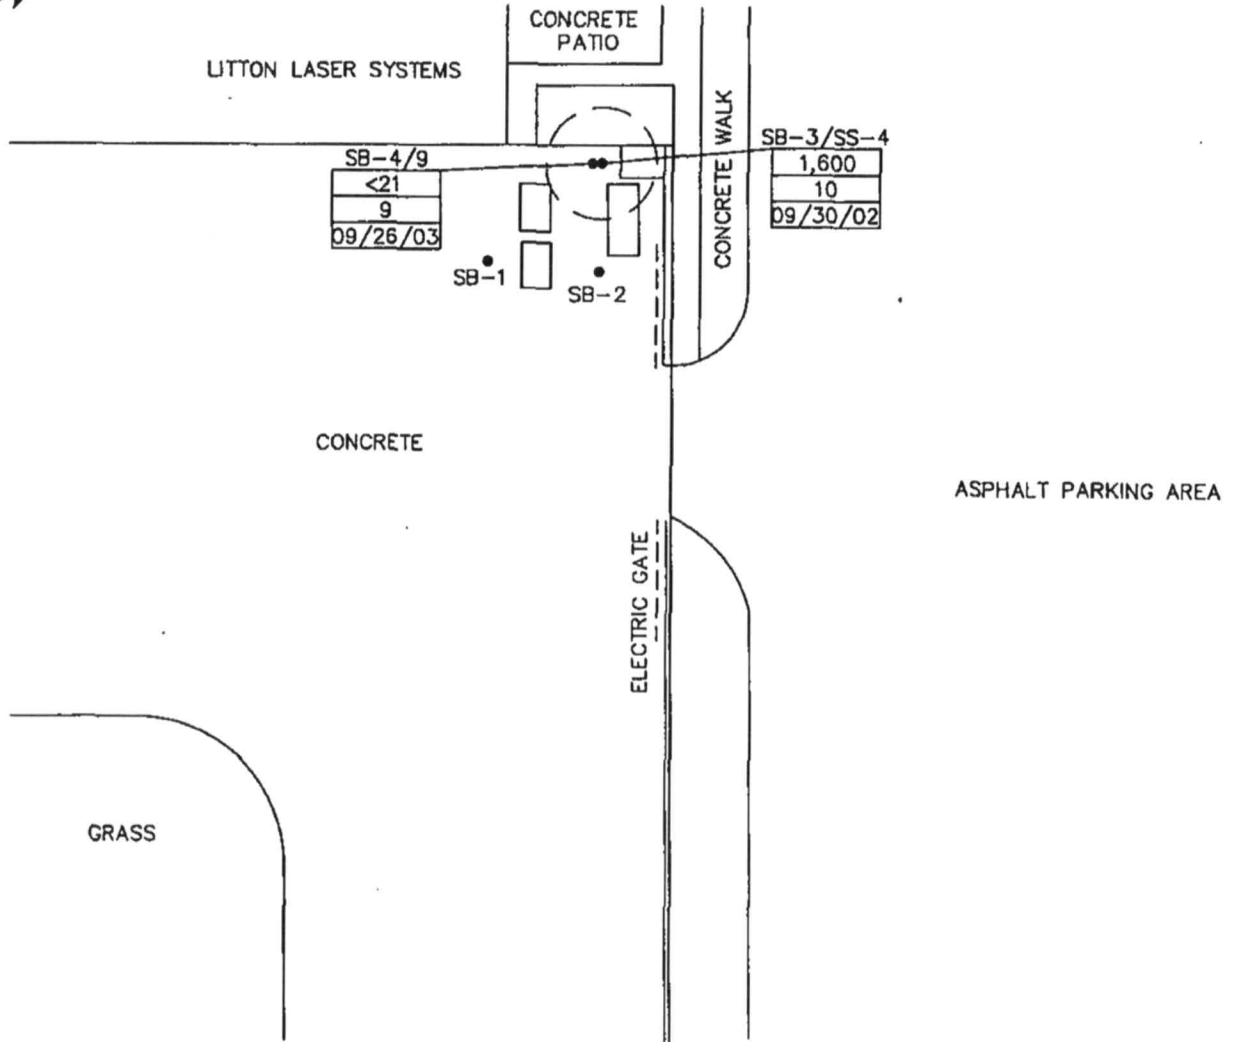 CONCRETE
PATIO
LITTON LASER SYSTEMS
CONCRETE WALK
SB-3/SS-4
1,600
10
09/30/02
SB-4/9
<21
9
09/26/03
SB-1
SB-2
CONCRETE
ASPHALT PARKING AREA
ELECTRIC GATE
GRASS